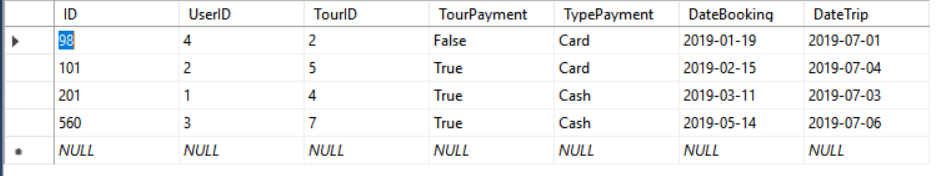 ID UserID TourID TourPayment TypePayment DateBooking DateTrip
98 4 2 False Card 2019-01-19 2019-07-01
101 2 5 True Card 2019-02-15 2019-07-04
201 1 4 True Cash 2019-03-11 2019-07-03
560 3 7 True Cash 2019-05-14 2019-07-06
NULL NULL NULL NULL NULL NULL NULL